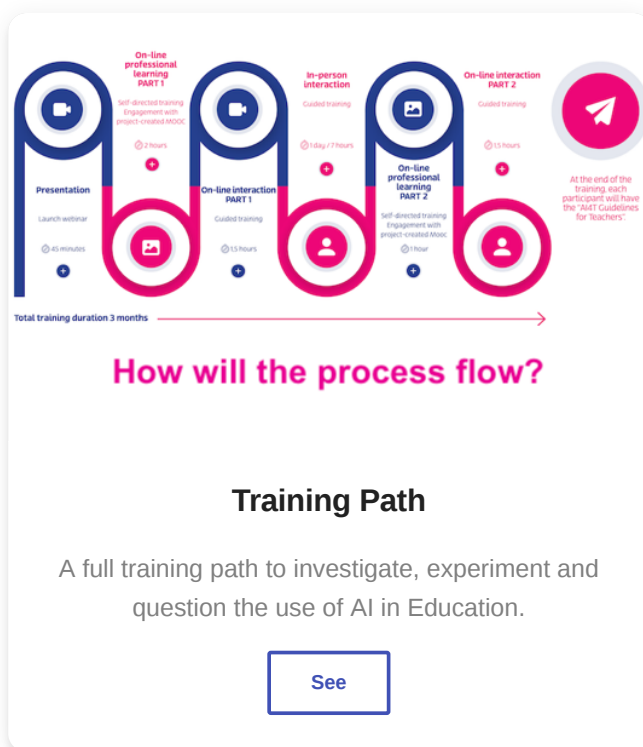 On-line
professional
learning
PART 1
Self-directed training
Engagement with
project-created MOOC
2 hours
In-person
interaction
Guided training
1 day / 7 hours
On-line interaction
PART 2
Guided training
1,5 hours
Presentation
Launch webinar
45 minutes
On-line interaction
PART 1
Guided training
1,5 hours
On-line
professional
learning
PART 2
Self-directed training
Engagement with
project-created Mooc
1 hour
At the end of the
training, each
participant will have
the "AI4T Guidelines
for Teachers".
Total training duration 3 months
How will the process flow?
Training Path
A full training path to investigate, experiment and
question the use of AI in Education.
See